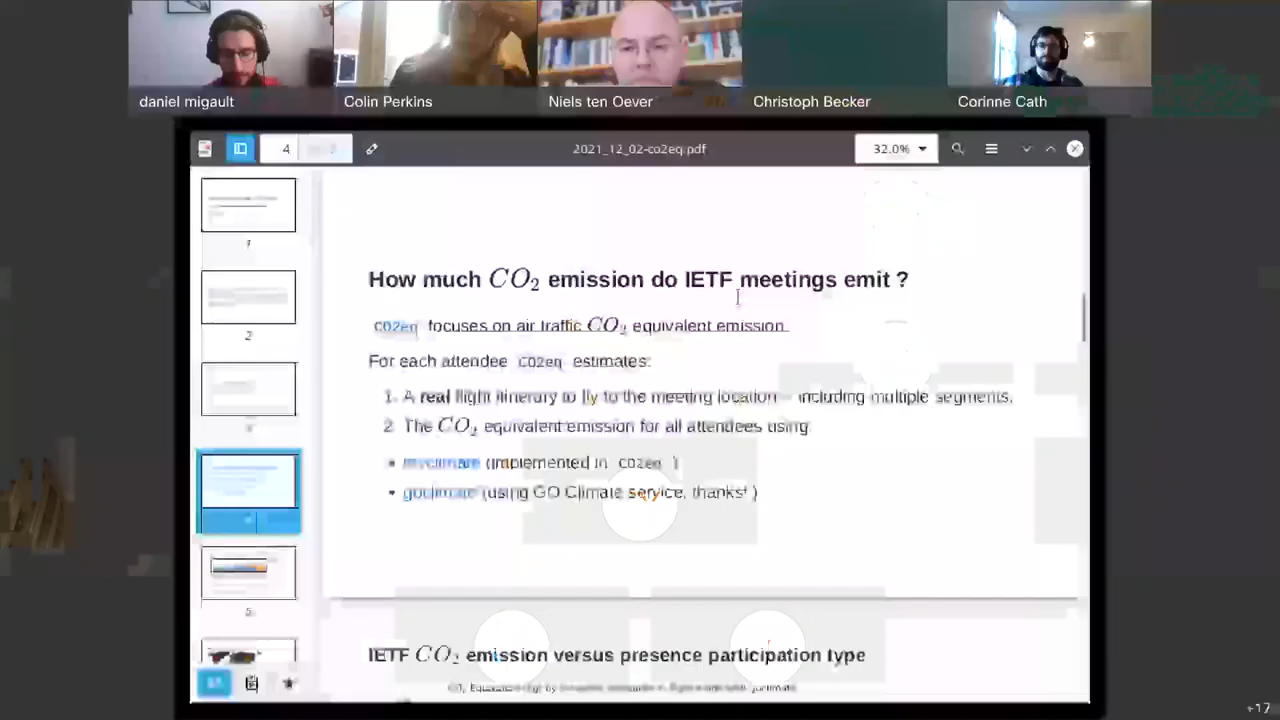 daniel migault
Colin Perkins
Niels ten Oever
Christoph Becker
Corinne Cath
4
2021_12_02-co2eq.pdf
32.0%
How much CO2 emission do IETF meetings emit ?
CO2eq focuses on air traffic CO2 equivalent emission.
For each attendee CO2eq estimates:
1. A real flight itinerary to fly to the meeting location - including multiple segments.
2. The CO2 equivalent emission for all attendees using
• myclimate (implemented in CO2eq )
• goclimate (using GO Climate service, thanks! )
1
2
5
IETF CO2 emission versus presence participation type
+17